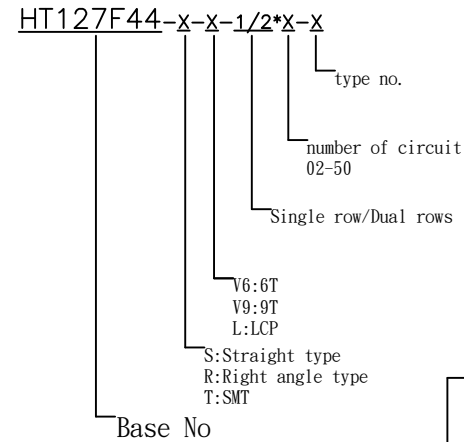 HT127F44-X-X-1/2*X-X
type no.
number of circuit
02-50
Single row/Dual rows
V6:6T
V9:9T
L:LCP
S:Straight type
R:Right angle type
T:SMT
Base No